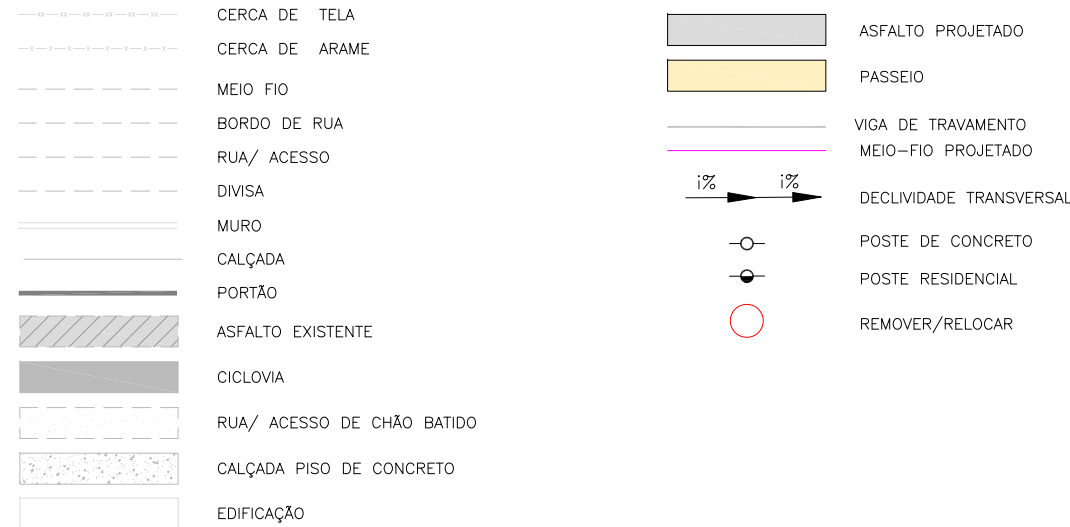 CERCA DE TELA
CERCA DE ARAME
MEIO FIO
BORDO DE RUA
RUA/ ACESSO
DIVISA
MURO
CALÇADA
PORTÃO
ASFALTO EXISTENTE
CICLOVIA
RUA/ ACESSO DE CHÃO BATIDO
CALÇADA PISO DE CONCRETO
EDIFICAÇÃO
ASFALTO PROJETADO
PASSEIO
VIGA DE TRAVAMENTO
MEIO-FIO PROJETADO
i% i% DECLIVIDADE TRANSVERSAL
POSTE DE CONCRETO
POSTE RESIDENCIAL
REMOVER/RELOCAR